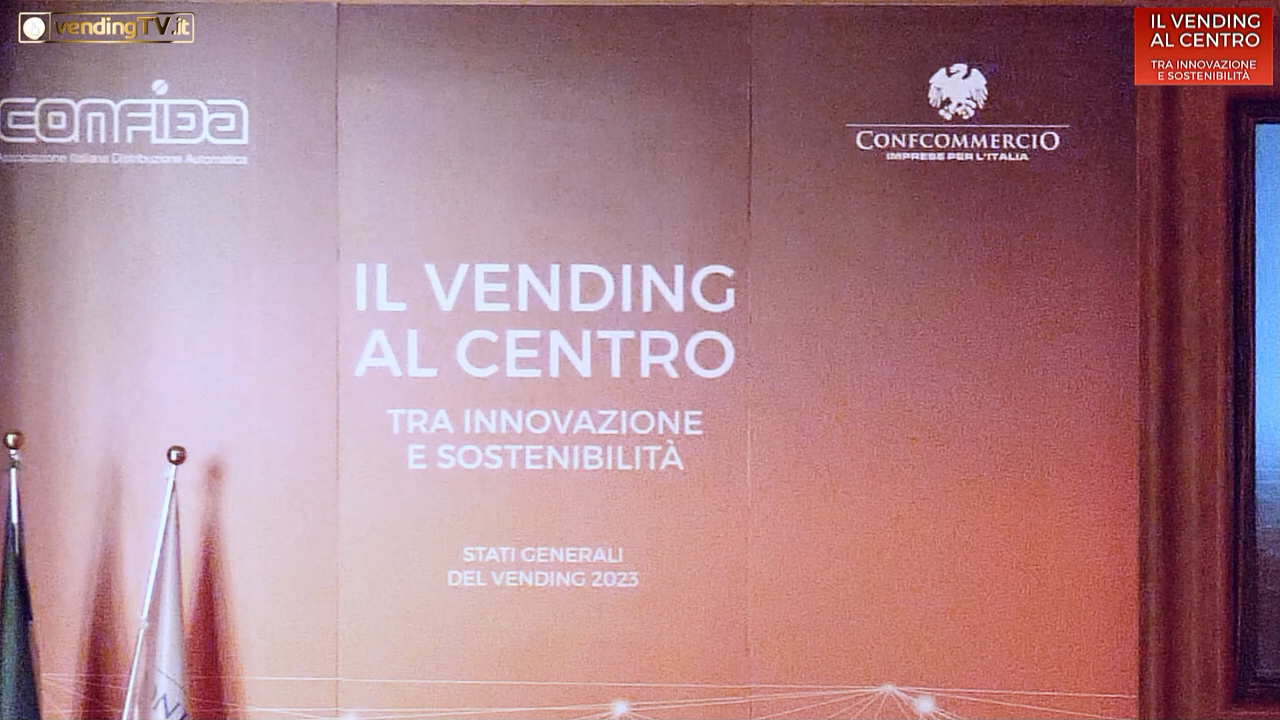 vendingTV.it
IL VENDING
AL CENTRO
TRA INNOVAZIONE
E SOSTENIBILITÀ
CONFIDA
Associazione Italiana Distribuzione Automatica
CONFCOMMERCIO
IMPRESE PER L'ITALIA
IL VENDING
AL CENTRO
TRA INNOVAZIONE
E SOSTENIBILITÀ
STATI GENERALI
DEL VENDING 2023